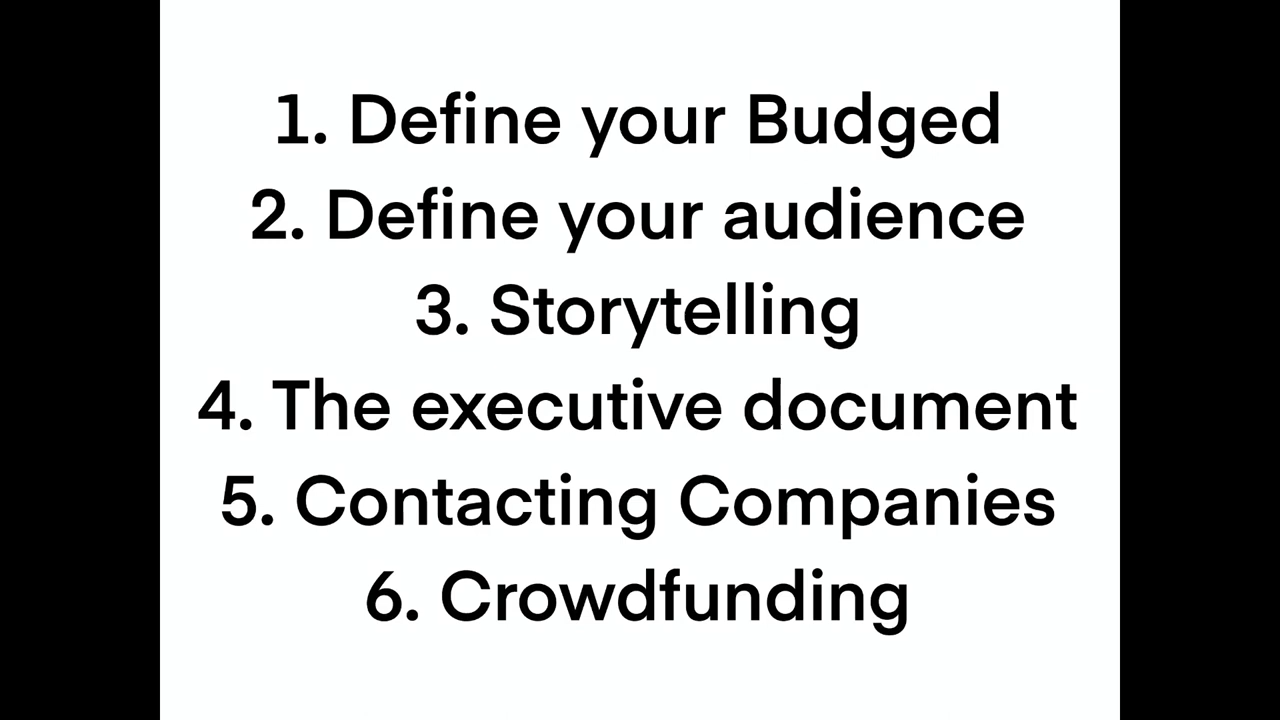 1. Define your Budged
2. Define your audience
3. Storytelling
4. The executive document
5. Contacting Companies
6. Crowdfunding